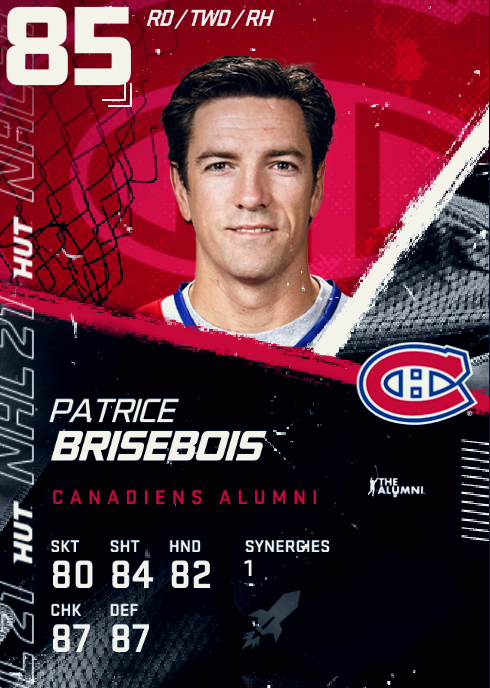 85
RD / TWD / RH
HUT NHL 21 HUT NHL 21
PATRICE
BRISEBOIS
CANADIENS ALUMNI
THE
ALUMNI
SKT SHT HND SYNERGIES
80 84 82 1
CHK DEF
87 87